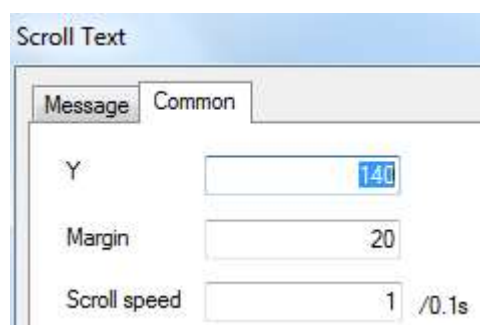 Scroll Text
Message Common
Y 140
Margin 20
Scroll speed 1 /0.1s